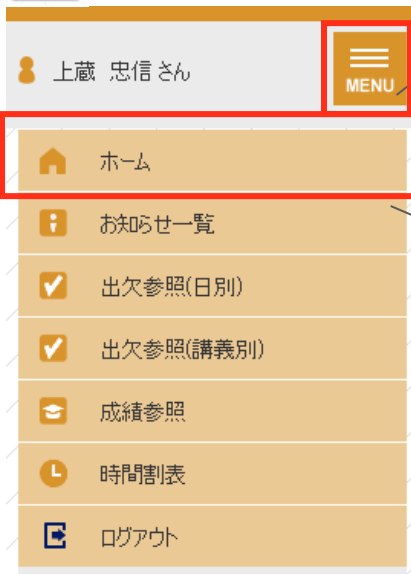 上蔵 忠信さん
MENU
ホーム
お知らせ一覧
出欠参照(日別)
出欠参照(講義別)
成績参照
時間割表
ログアウト